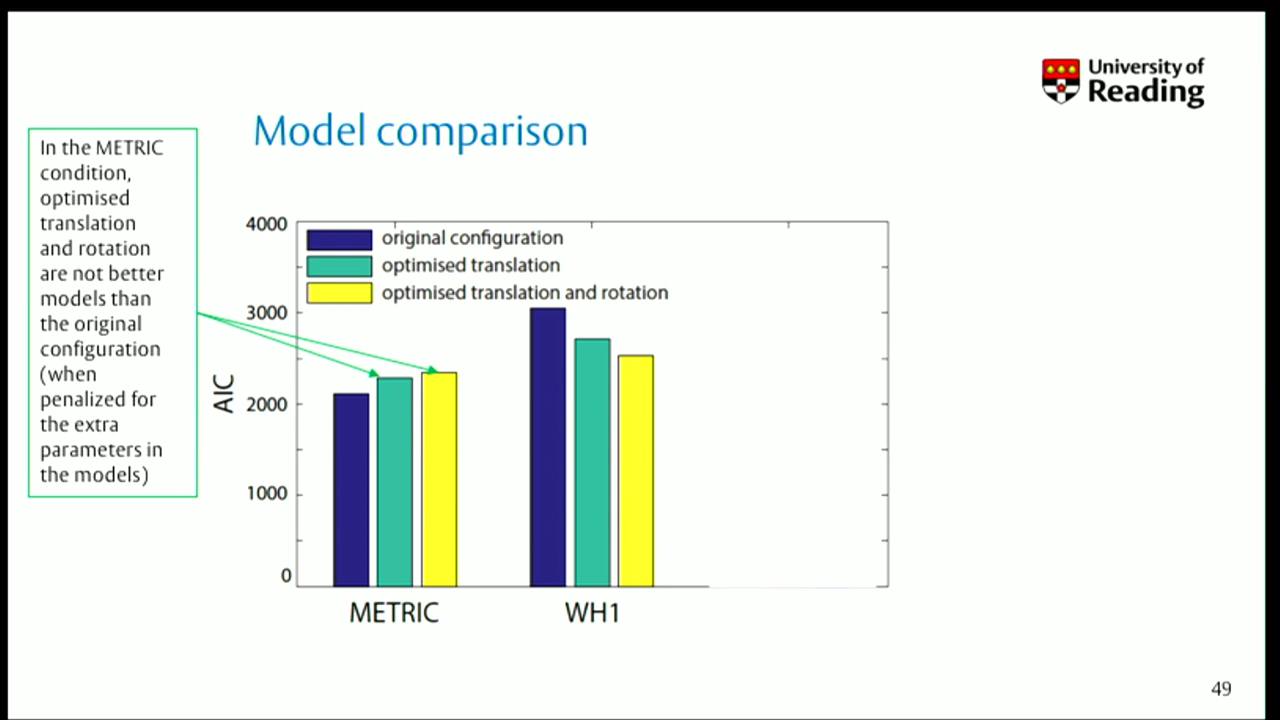 University of
Reading
Model comparison
In the METRIC
condition,
optimised
translation
and rotation
are not better
models than
the original
configuration
(when
penalized for
the extra
parameters in
the models)
4000
3000
2000
1000
0
AIC
original configuration
optimised translation
optimised translation and rotation
METRIC
WH1
49